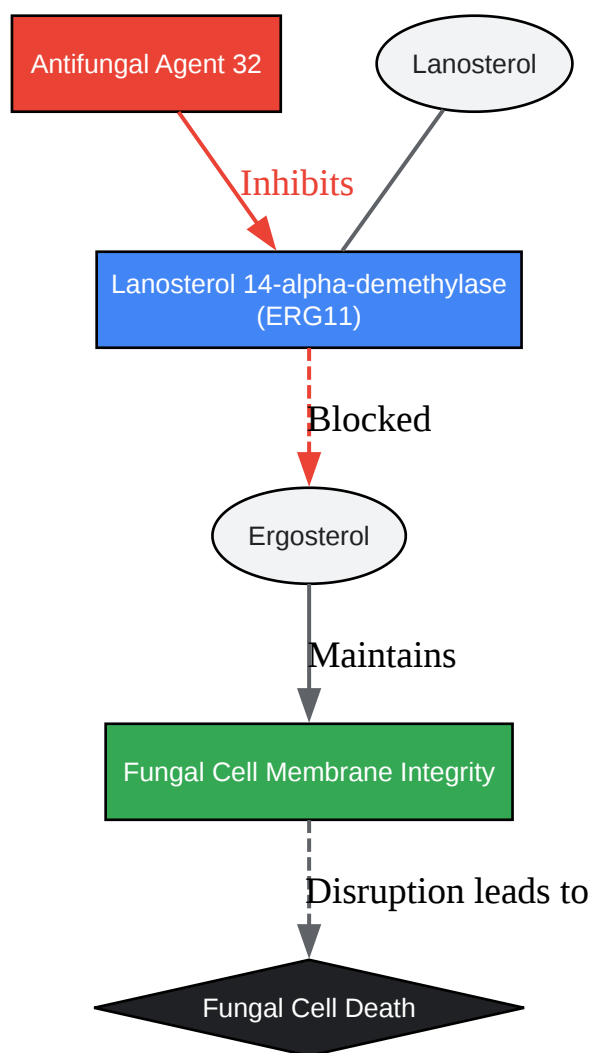 Antifungal Agent 32
Lanosterol
Inhibits
Lanosterol 14-alpha-demethylase
(ERG11)
Blocked
Ergosterol
Maintains
Fungal Cell Membrane Integrity
Disruption leads to
Fungal Cell Death